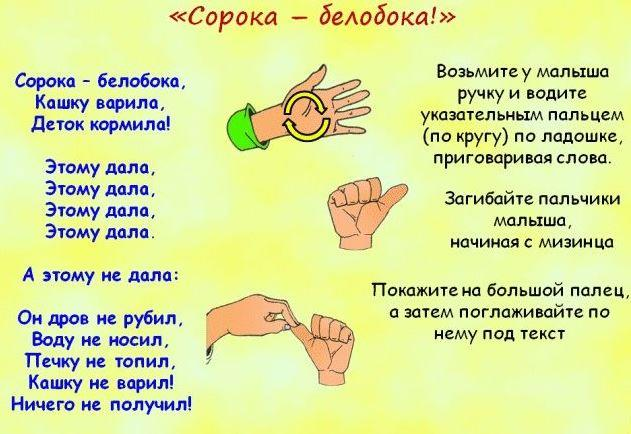 «Сорока – белобока!»
Сорока – белобока,
Кашку варила,
Деток кормила!
Этому дала,
Этому дала,
Этому дала,
Этому дала.
А этому не дала:
Он дров не рубил,
Воду не носил,
Печку не топил,
Кашку не варил!
Ничего не получил!
Возьмите у малыша
ручку и водите
указательным пальцем
(по кругу) по ладошке,
приговаривая слова.
Загибайте пальчики
малыша,
начиная с мизинца
Покажите на большой палец,
а затем поглаживайте по
нему под текст